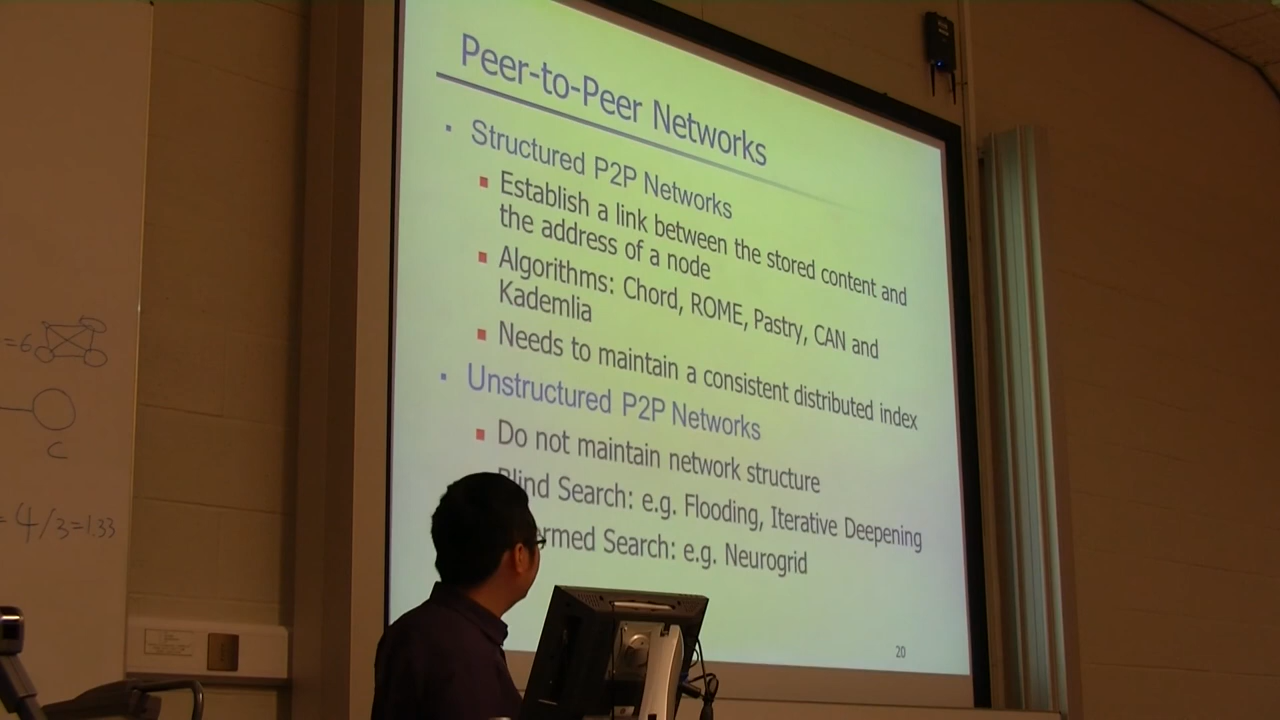 Peer-to-Peer Networks
Structured P2P Networks
Establish a link between the stored content and
the address of a node
Algorithms: Chord, ROME, Pastry, CAN and
Kademlia
Needs to maintain a consistent distributed index
Unstructured P2P Networks
Do not maintain network structure
Search: e.g. Flooding, Iterative Deepening
Search: e.g. Neurogrid
20
=6
C
=4/3=1.33